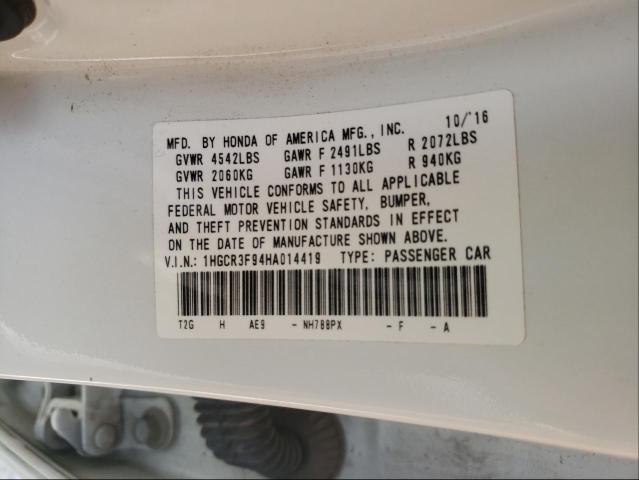 MFD. BY HONDA OF AMERICA MFG., INC. 10/'16
GVWR 4542LBS GAWR F 2491LBS R 2072LBS
GVWR 2060KG GAWR F 1130KG R 940KG
THIS VEHICLE CONFORMS TO ALL APPLICABLE
FEDERAL MOTOR VEHICLE SAFETY, BUMPER,
AND THEFT PREVENTION STANDARDS IN EFFECT
ON THE DATE OF MANUFACTURE SHOWN ABOVE.
V.I.N.: 1HGCR3F94HA014419 TYPE: PASSENGER CAR
T2G H AE9 - NH788PX - F - A